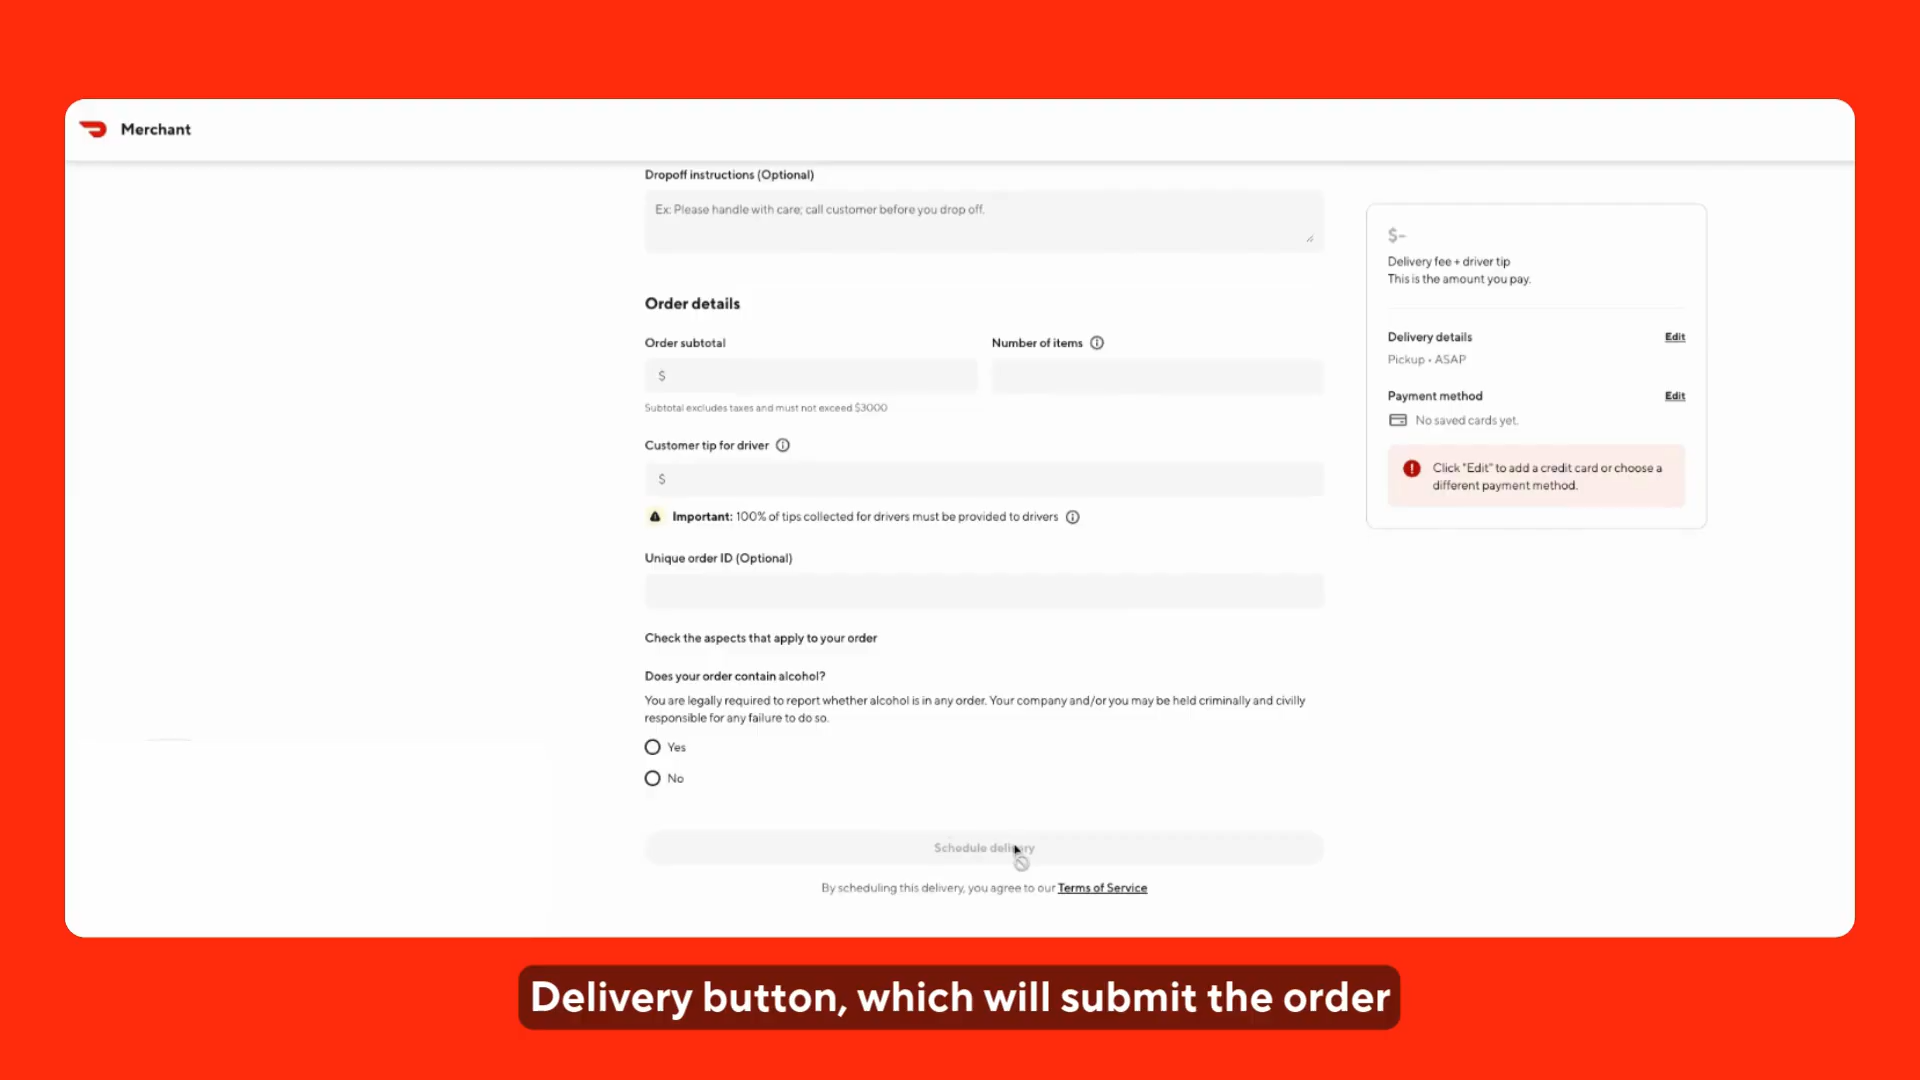 Merchant
Dropoff instructions (Optional)
Ex: Please handle with care; call customer before you drop off.
Order details
Order subtotal
Number of items
$
Subtotal excludes taxes and must not exceed $3000
Customer tip for driver
$
Important: 100% of tips collected for drivers must be provided to drivers
Unique order ID (Optional)
Check the aspects that apply to your order
Does your order contain alcohol?
You are legally required to report whether alcohol is in any order. Your company and/or you may be held criminally and civilly
responsible for any failure to do so.
Yes
No
Schedule delivery
By scheduling this delivery, you agree to our Terms of Service
$-
Delivery fee + driver tip
This is the amount you pay.
Delivery details
Edit
Pickup • ASAP
Payment method
Edit
No saved cards yet.
Click "Edit" to add a credit card or choose a
different payment method.
Delivery button, which will submit the order